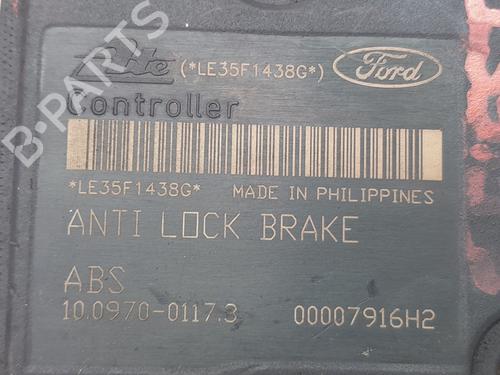 Ate (*LE35F1438G*) Ford
Controller
*LE35F1438G* MADE IN PHILIPPINES
ANTI LOCK BRAKE
ABS
10.0970-0117.3 00007916H2
B-PARTS